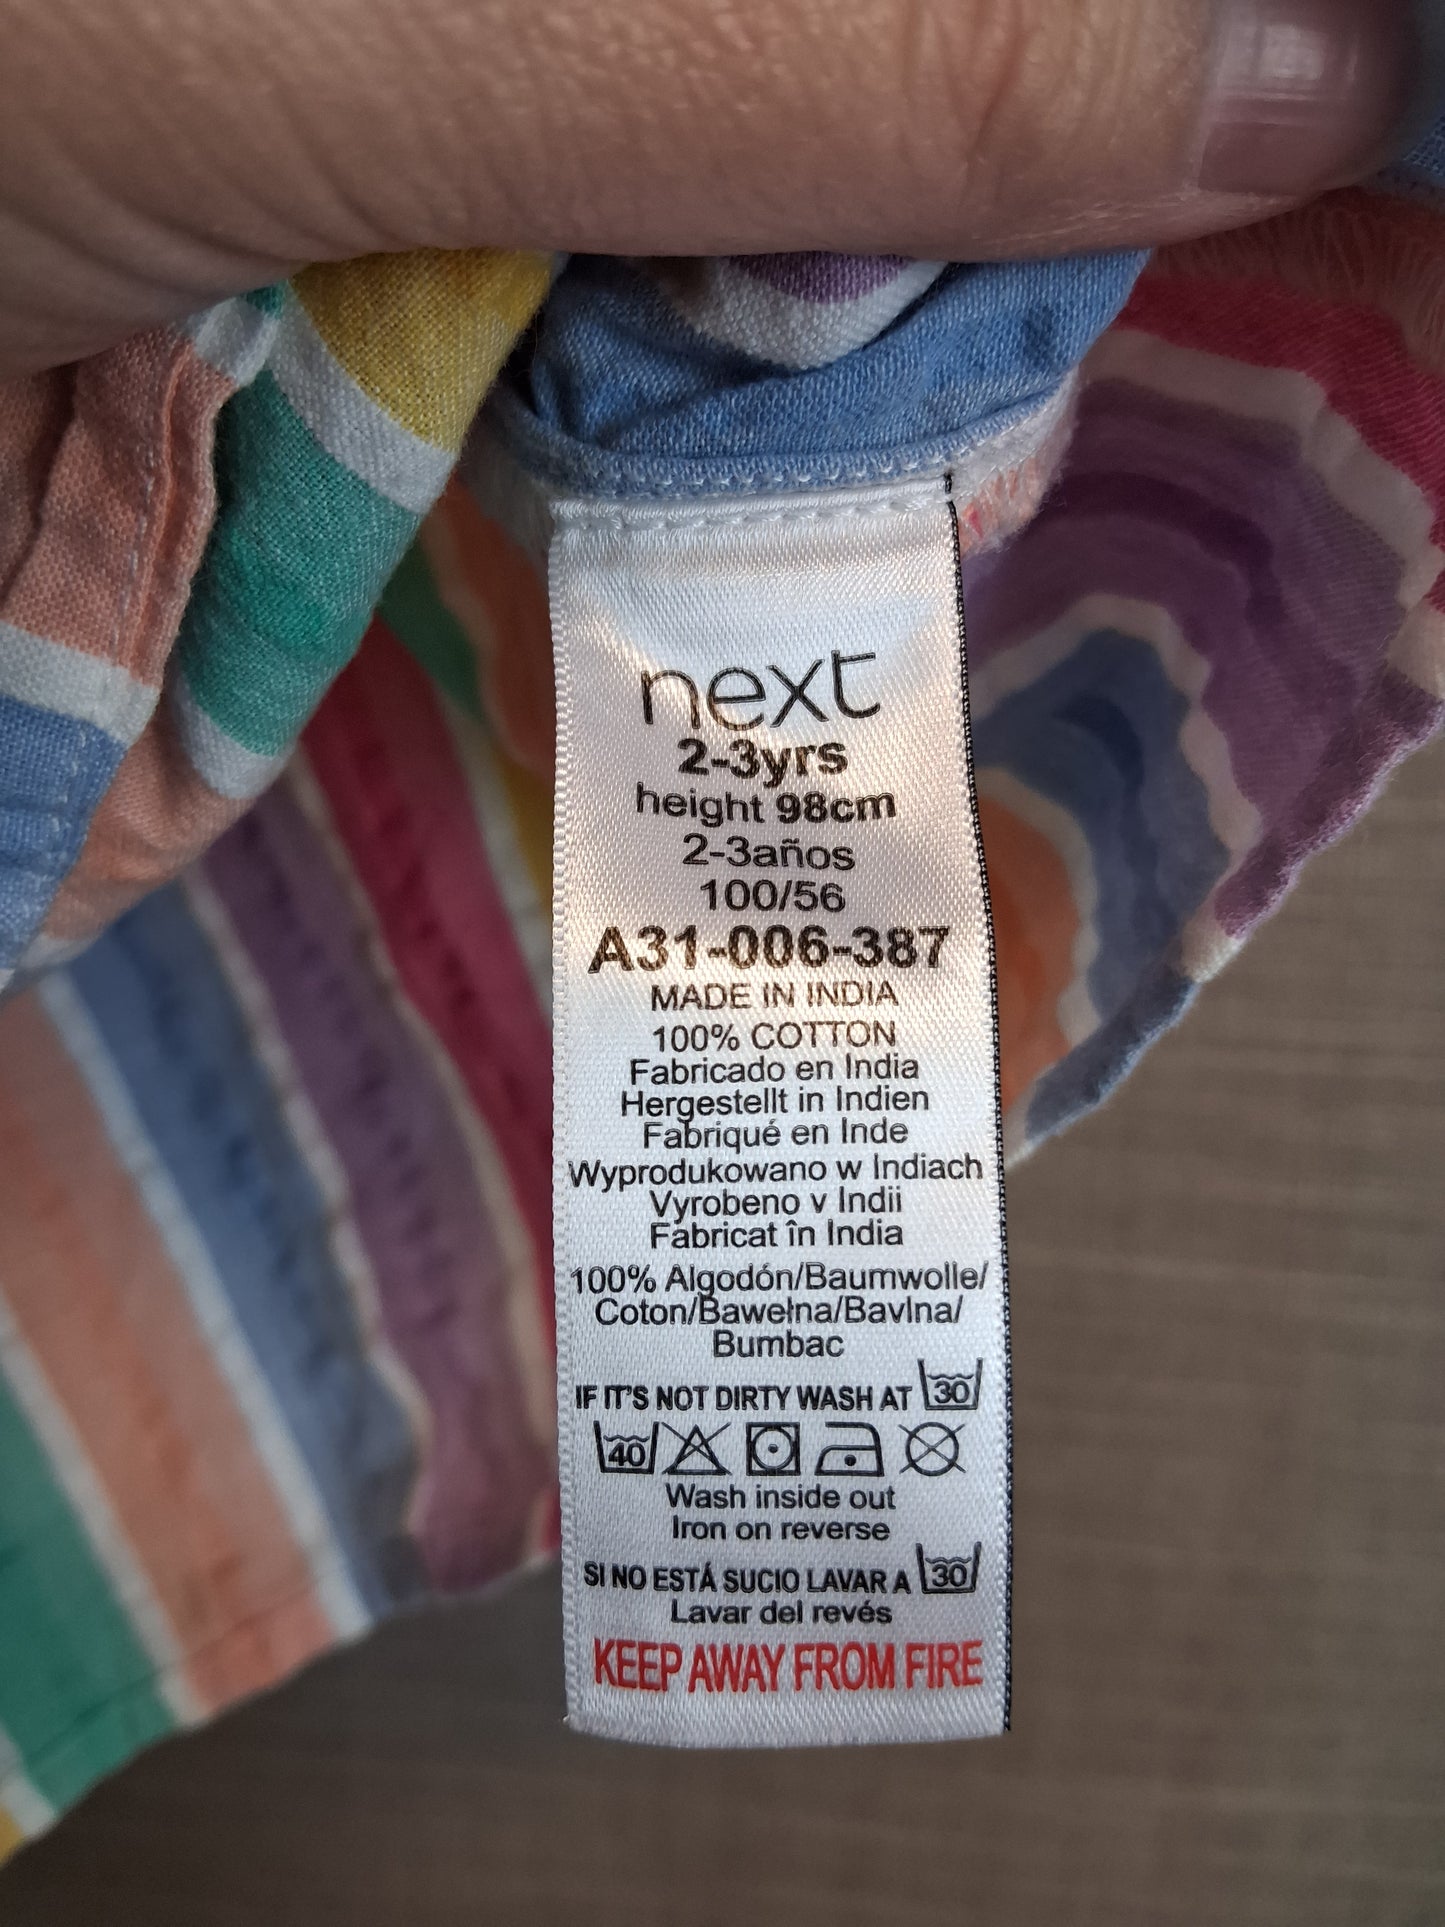 next
2-3yrs
height 98cm
2-3años
100/56
A31-006-387
MADE IN INDIA
100% COTTON
Fabricado en India
Hergestellt in Indien
Fabriqué en Inde
Wyprodukowano w Indiach
Vyrobeno v Indii
Fabricat în India
100% Algodón/Baumwolle/
Coton/Bawełna/Bavlna/
Bumbac
IF IT'S NOT DIRTY WASH AT 30
40
Wash inside out
Iron on reverse
SI NO ESTÁ SUCIO LAVAR A 30
Lavar del revés
KEEP AWAY FROM FIRE